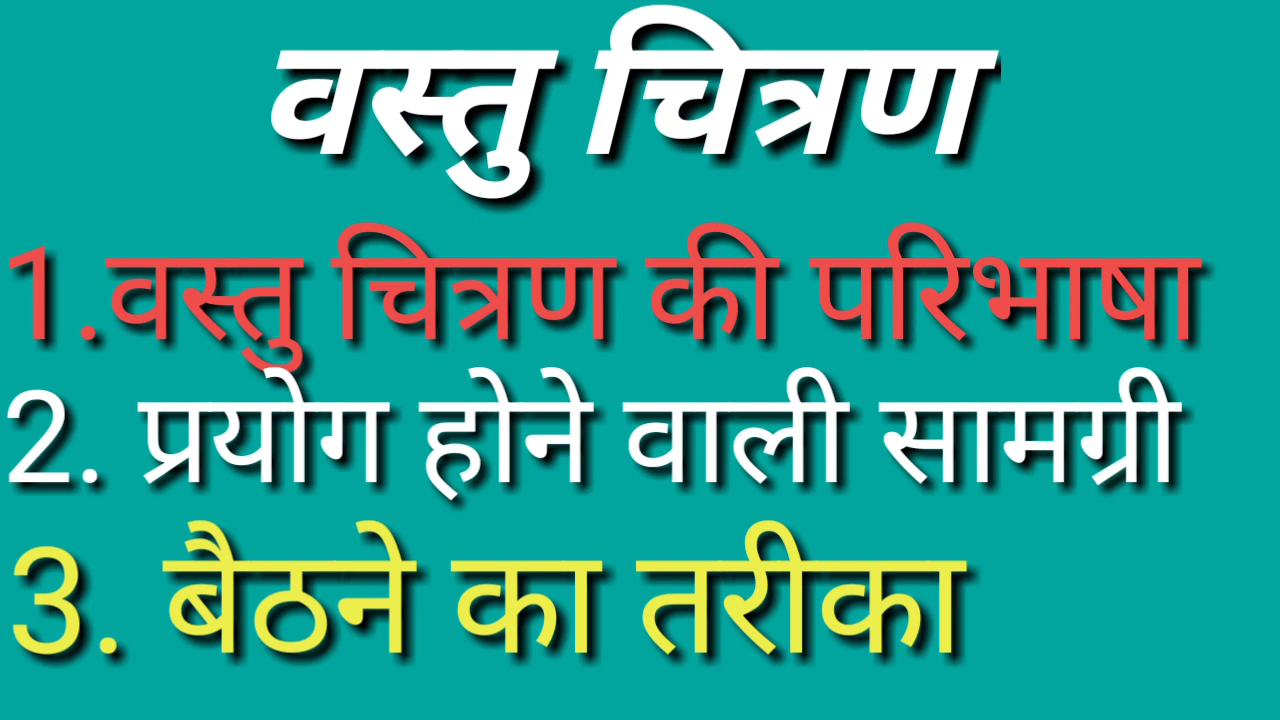 वस्तु चित्रण
1.वस्तु चित्रण की परिभाषा
2. प्रयोग होने वाली सामग्री
3. बैठने का तरीका